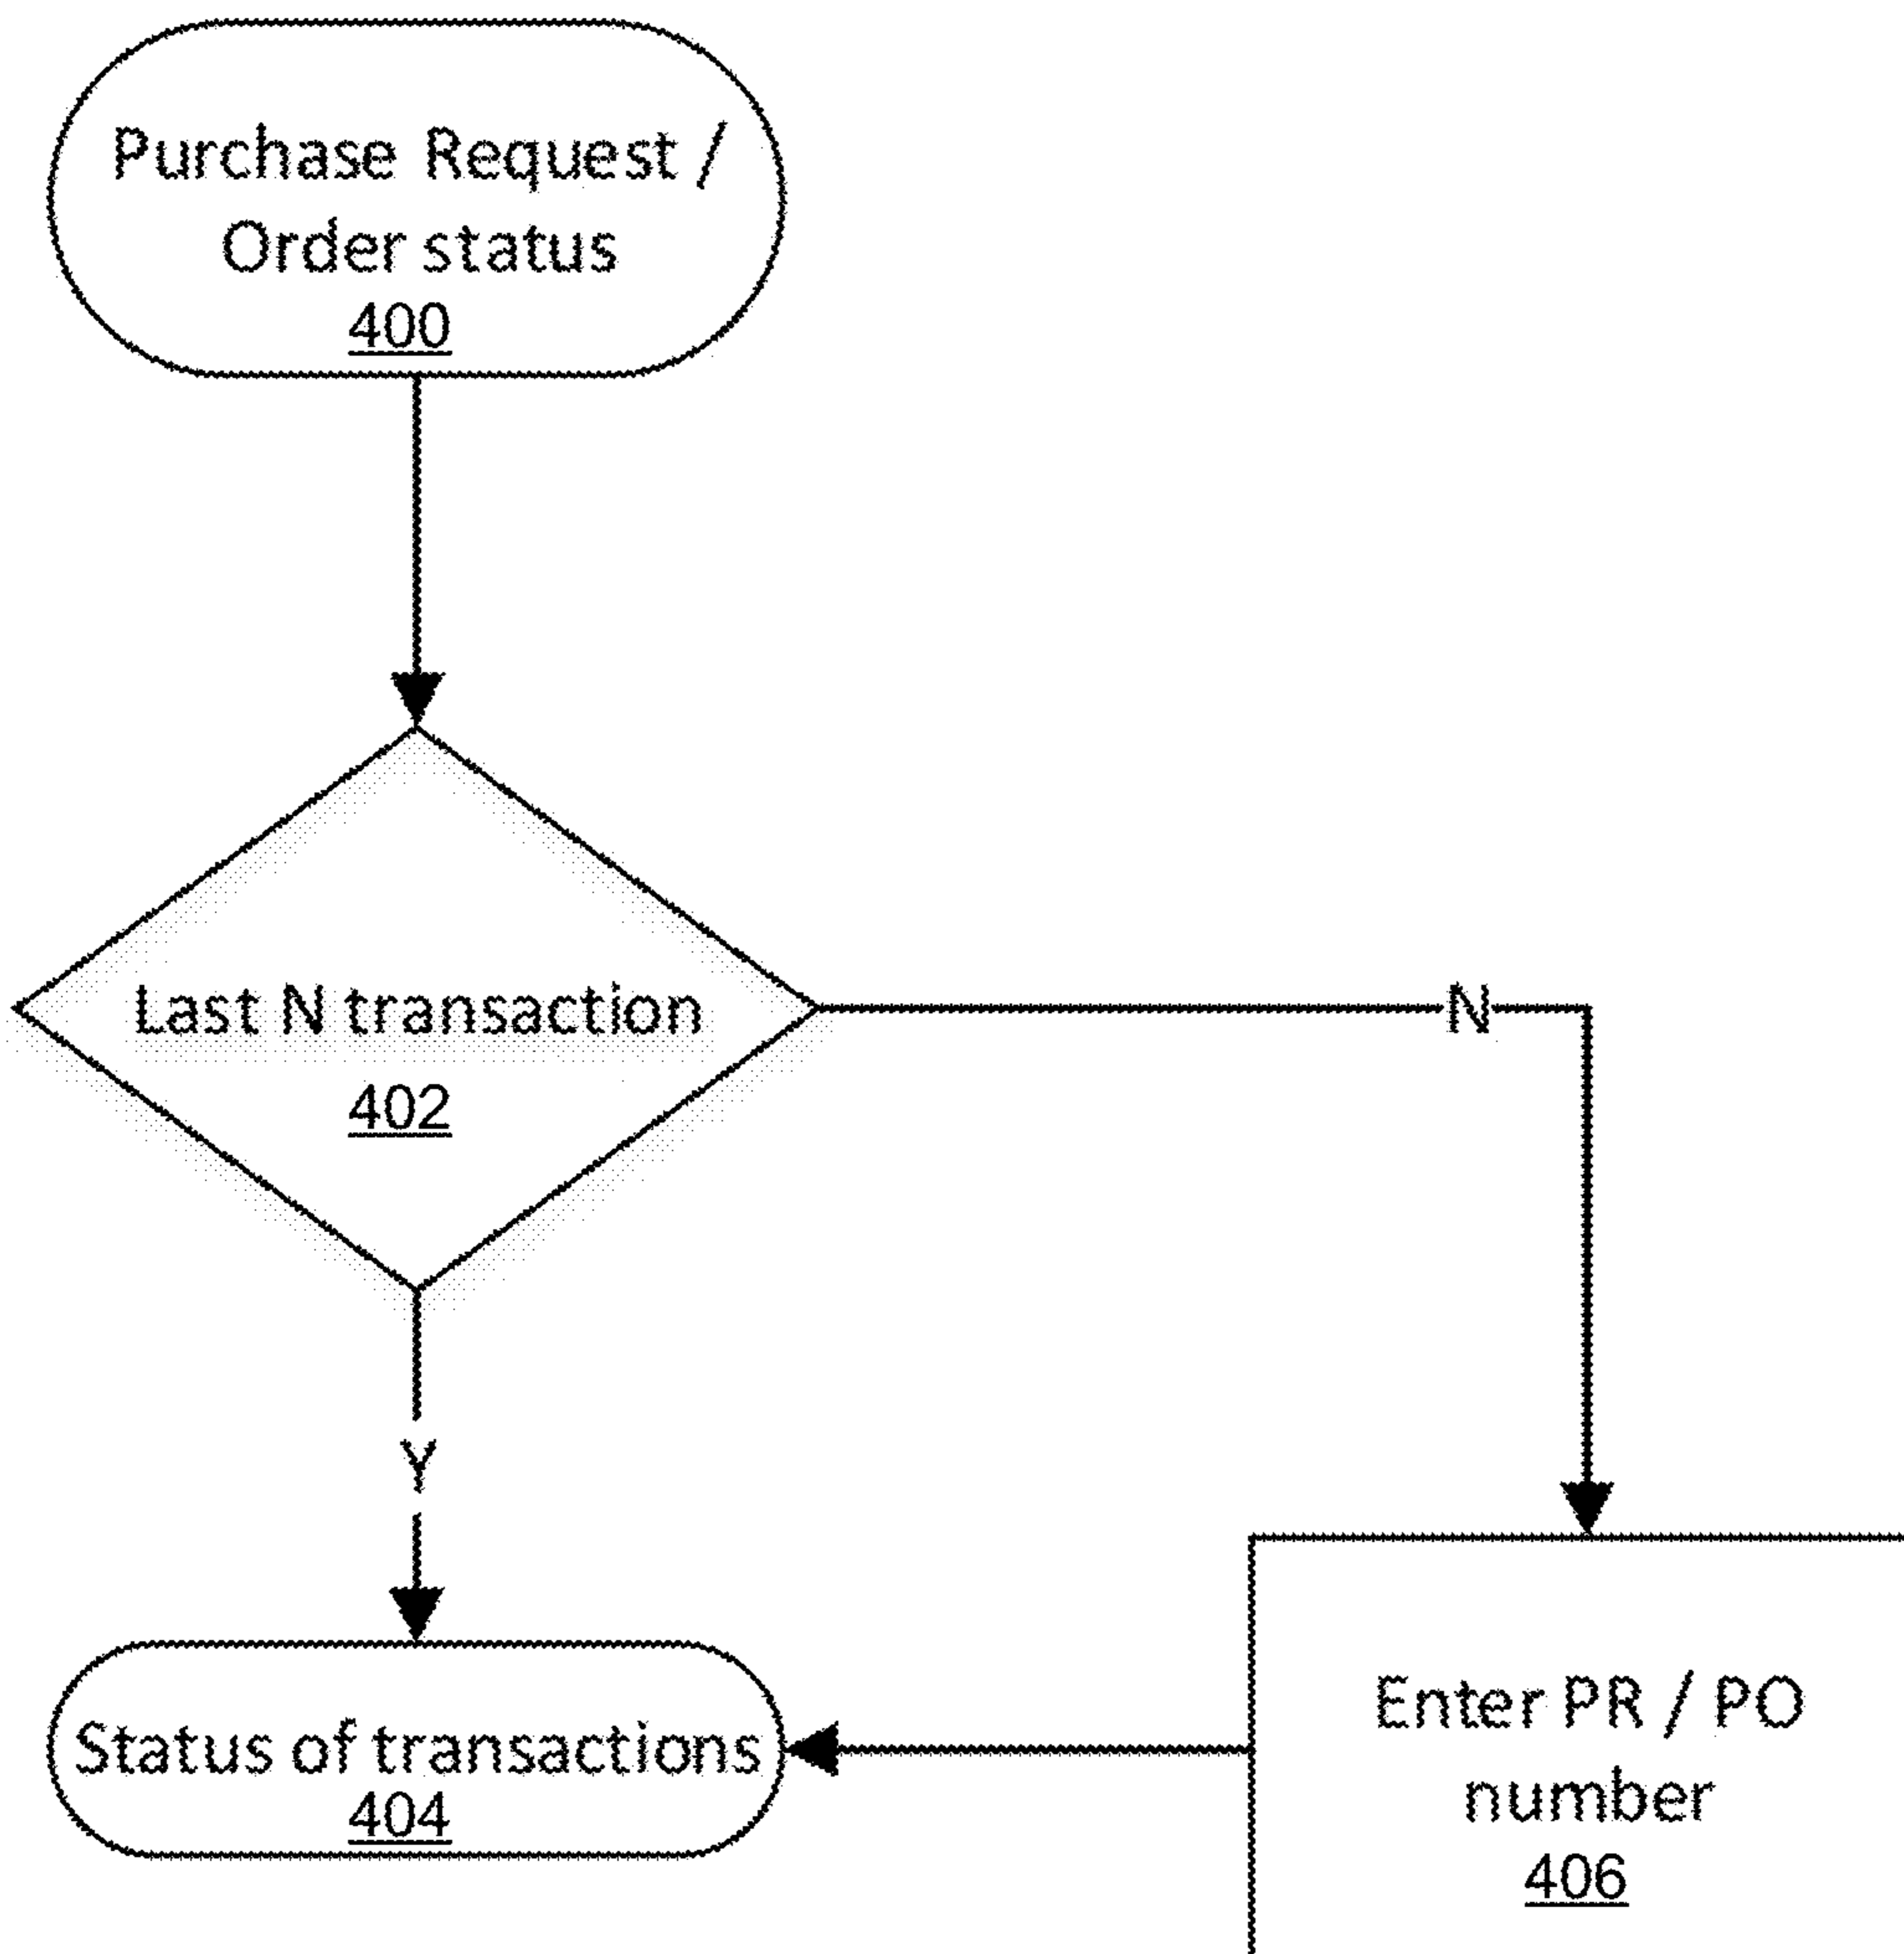 Purchase Request /
Order status
400
Last N transaction
402
N
Y
Status of transactions
404
Enter PR / PO
number
406